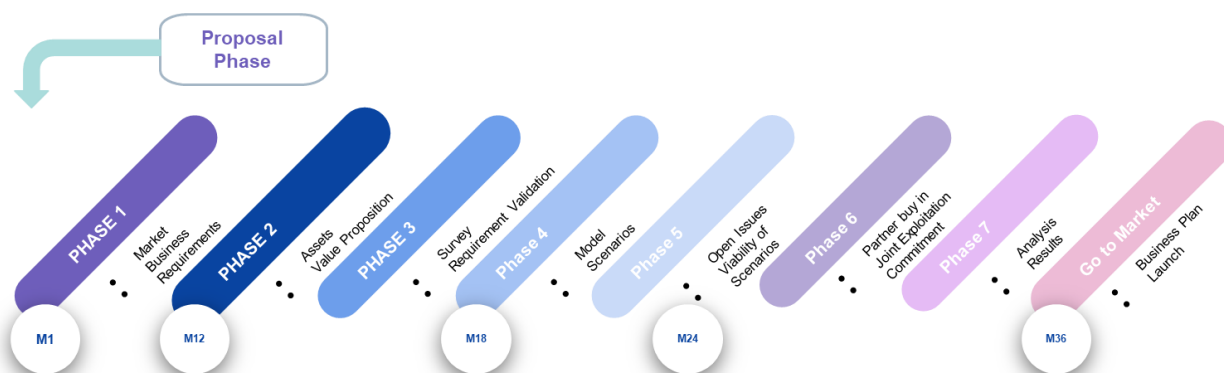 Proposal
Phase
PHASE 1
Market
Business
Requirements
PHASE 2
Assets
Value Proposition
PHASE 3
Survey
Requirement Validation
Phase 4
Model
Scenarios
Phase 5
Open Issues
Viability of
Scenarios
Phase 6
Partner buy in
Joint Exploitation
Commitment
Phase 7
Analysis
Results
Go to Market
Business Plan
Launch
M1
M12
M18
M24
M36